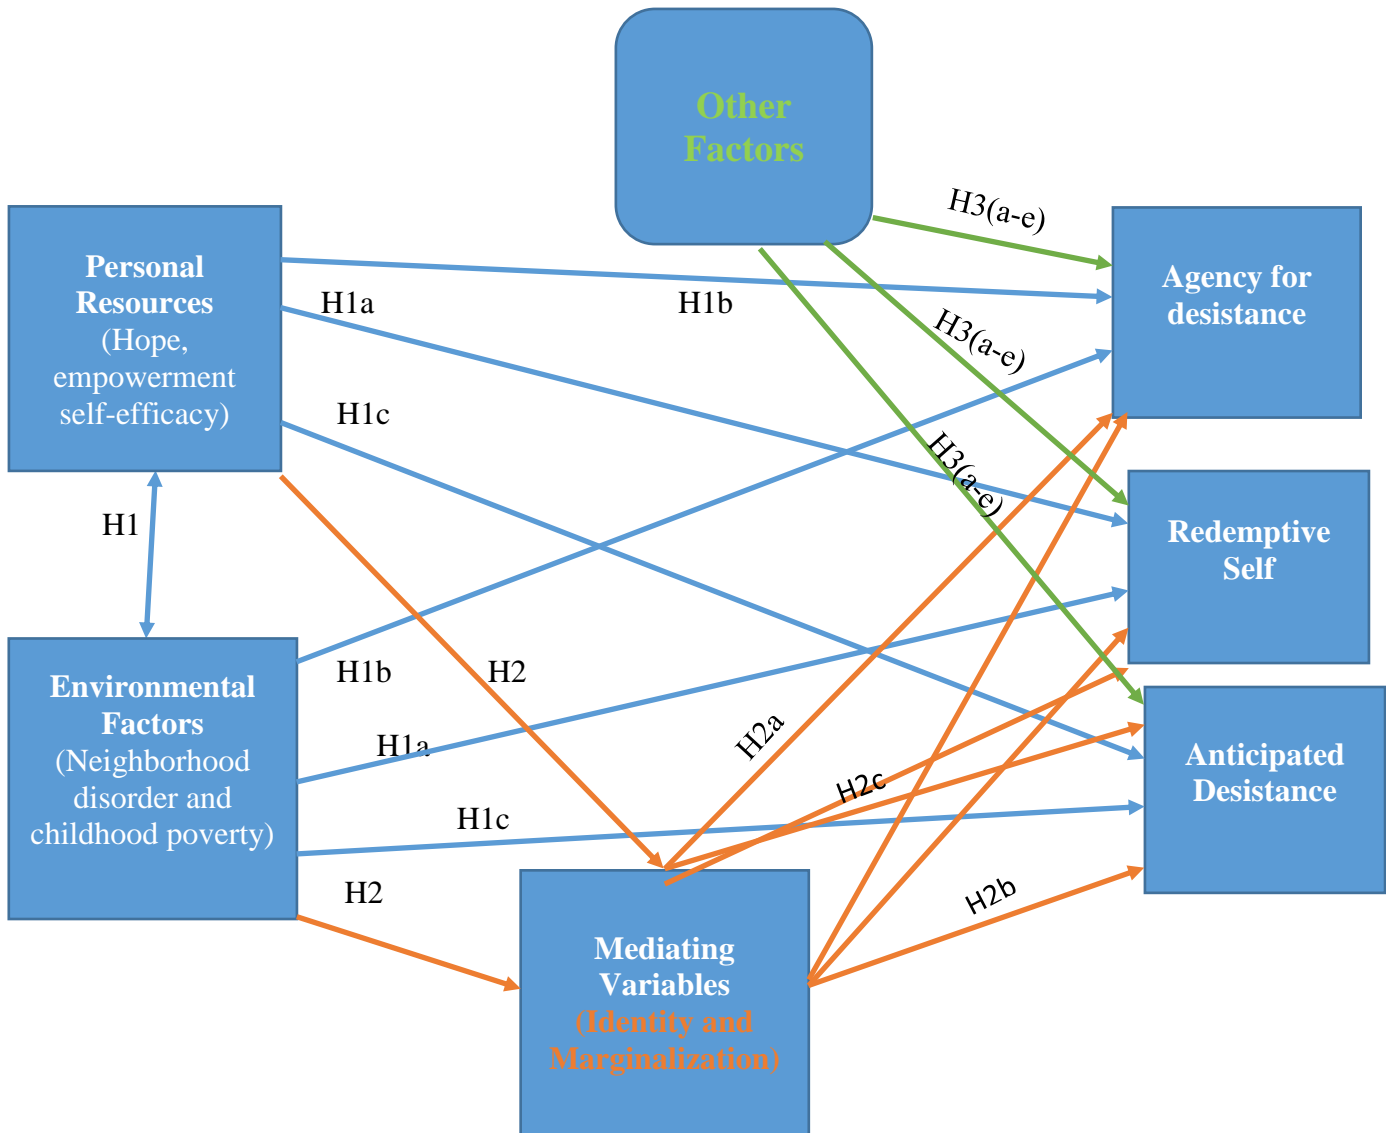 Other
Factors
H3(a-e)
Personal
Resources
(Hope,
empowerment
self-efficacy)
Agency for
desistance
H1a
H1b
H3(a-e)
H1c
H3(a-e)
H1
Redemptive
Self
H1b
H2
Environmental
Factors
(Neighborhood
disorder and
childhood poverty)
H1a
H2a
H2c
Anticipated
Desistance
H1c
H2
H2b
Mediating
Variables
(Identity and
Marginalization)